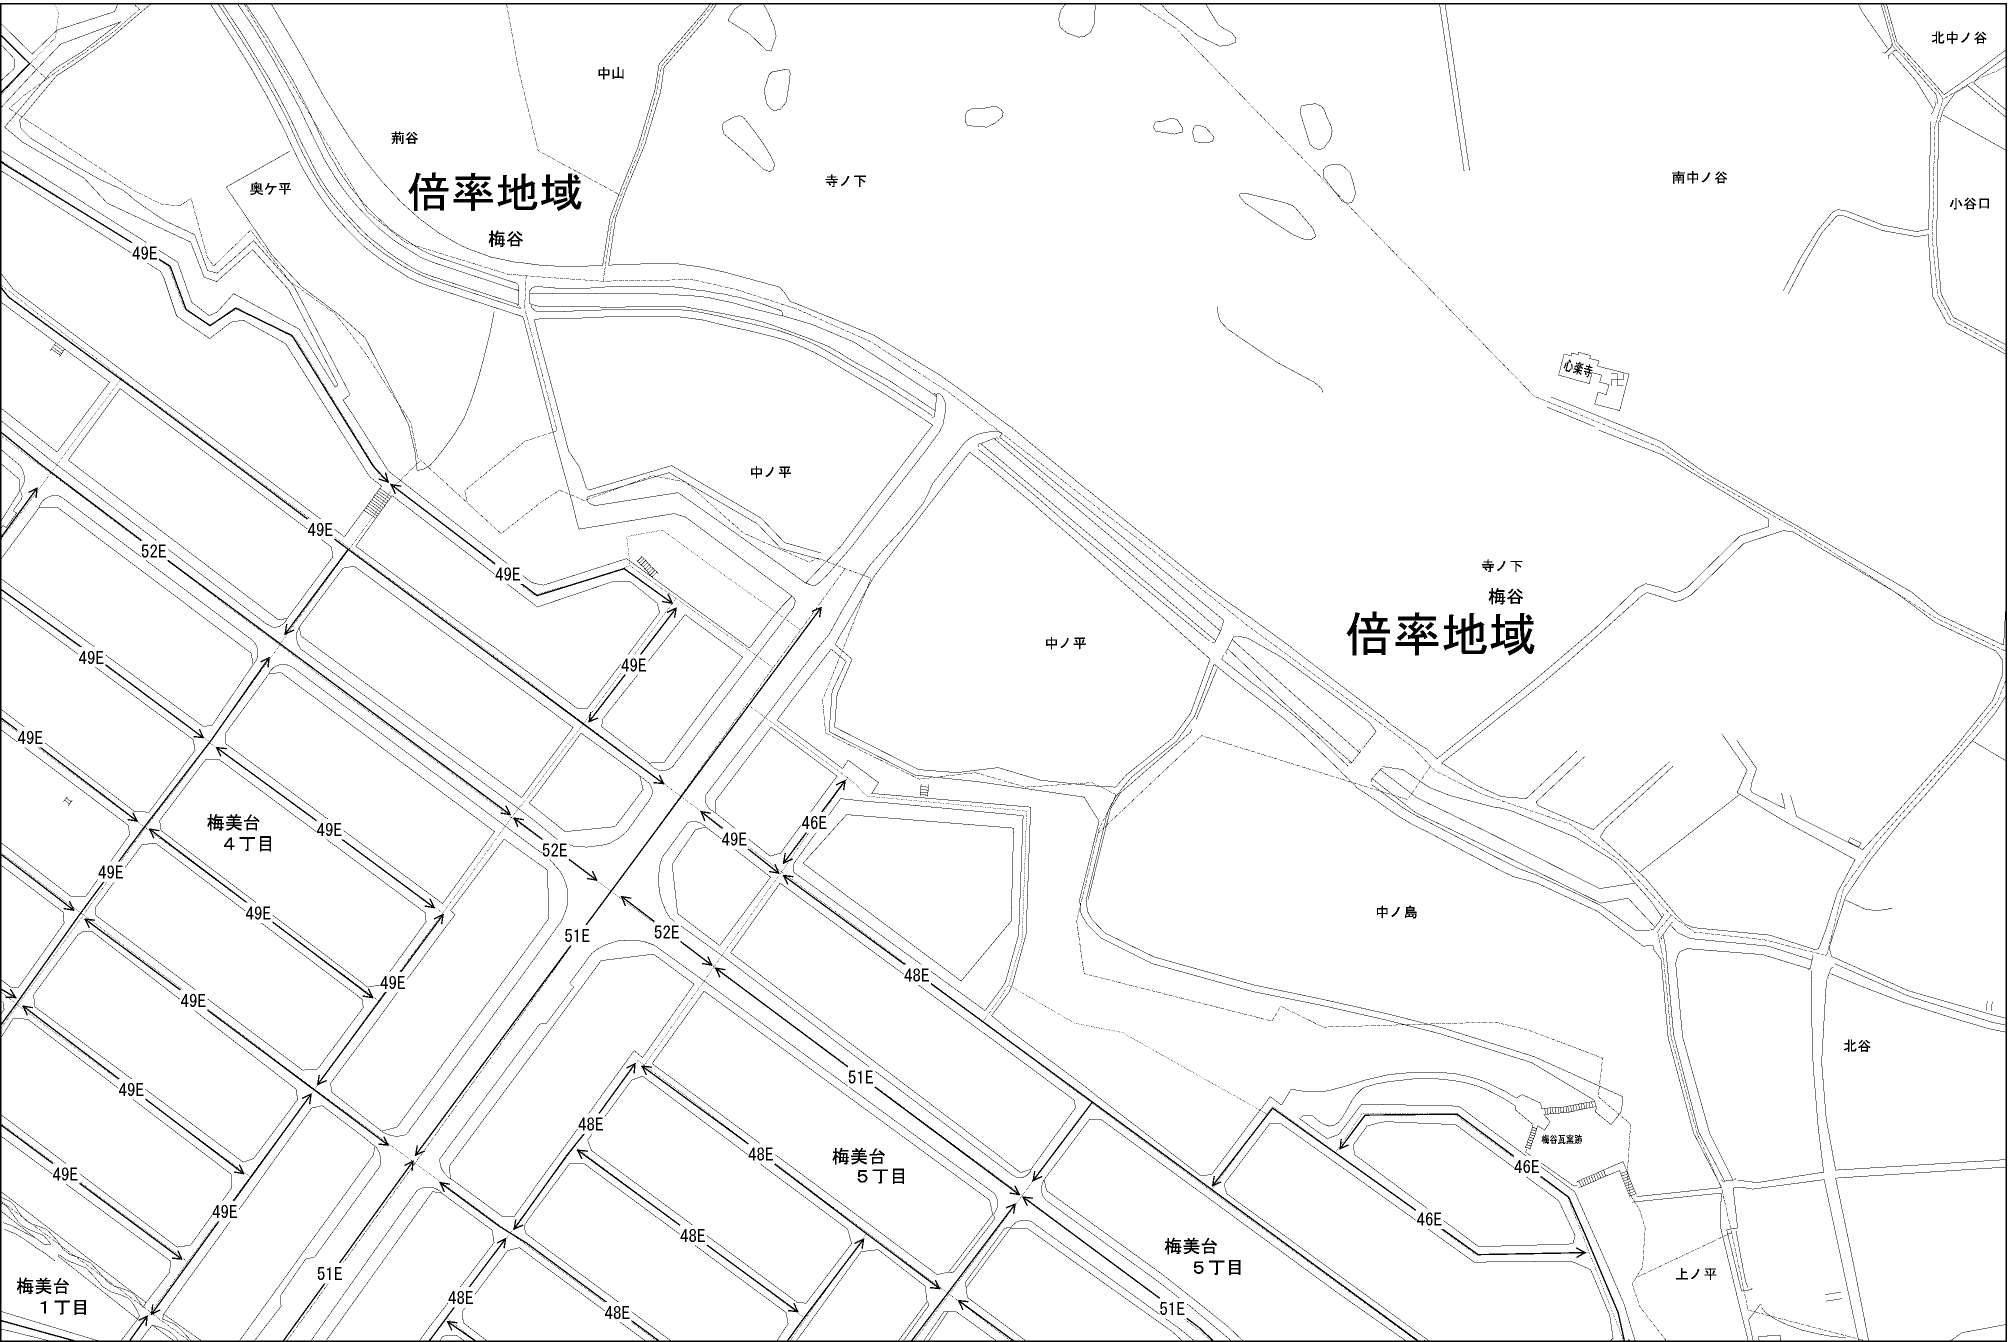 北中ノ谷
中山
荊谷
奥ケ平
倍率地域
寺ノ下
南中ノ谷
小谷口
梅谷
49E
心楽寺
中ノ平
49E
52E
49E
寺ノ下
梅谷
倍率地域
中ノ平
49E
49E
49E
梅美台
４丁目
49E
46E
49E
52E
49E
49E
中ノ島
51E
52E
48E
49E
49E
北谷
51E
49E
48E
梅谷瓦窯跡
48E
梅美台
５丁目
46E
49E
49E
46E
48E
梅美台
５丁目
51E
上ノ平
梅美台
１丁目
48E
48E
51E